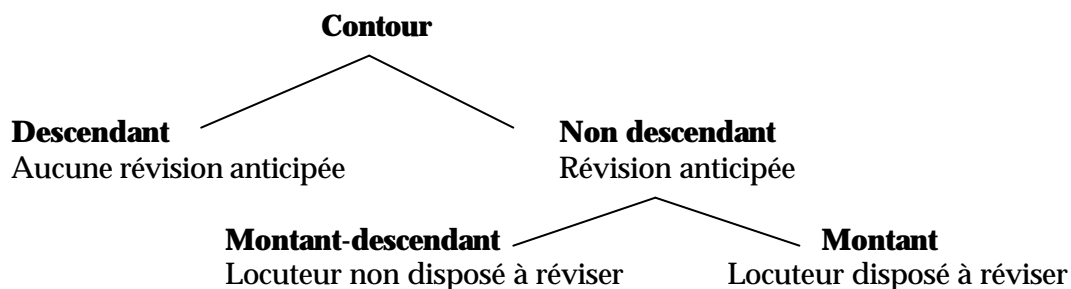 Contour
Descendant Non descendant
Aucune révision anticipée Révision anticipée
Montant-descendant Montant
Locuteur non disposé à réviser Locuteur disposé à réviser